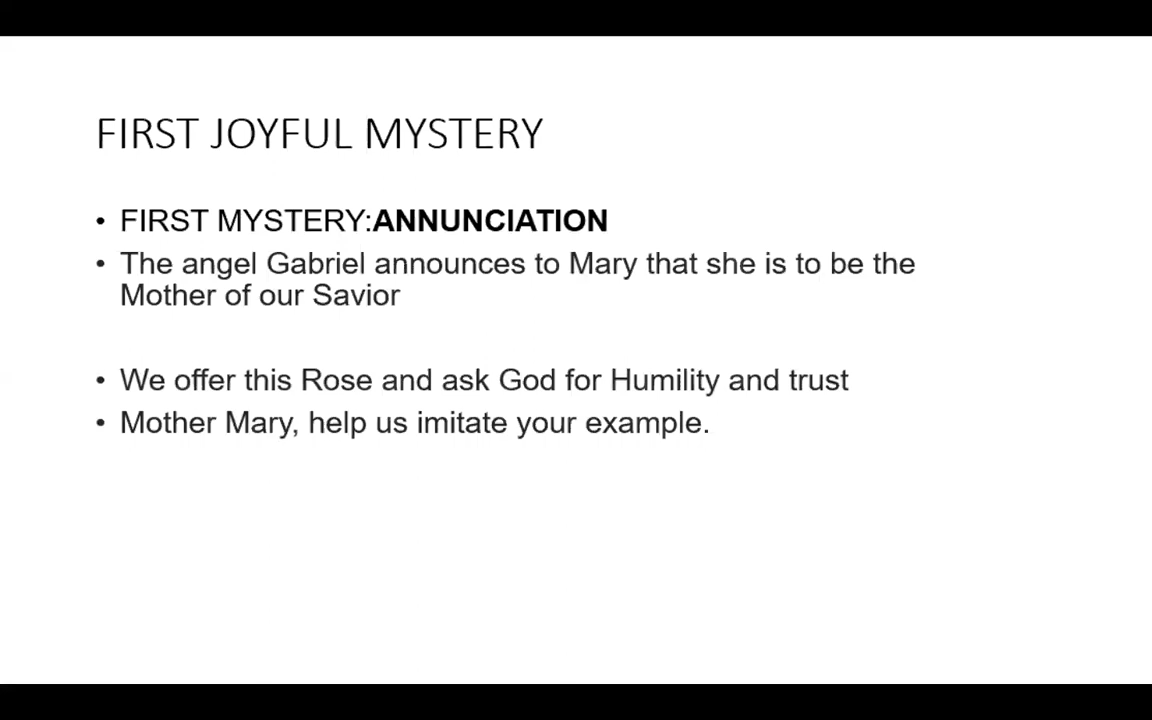 FIRST JOYFUL MYSTERY
• FIRST MYSTERY:ANNUNCIATION
• The angel Gabriel announces to Mary that she is to be the
Mother of our Savior
• We offer this Rose and ask God for Humility and trust
• Mother Mary, help us imitate your example.